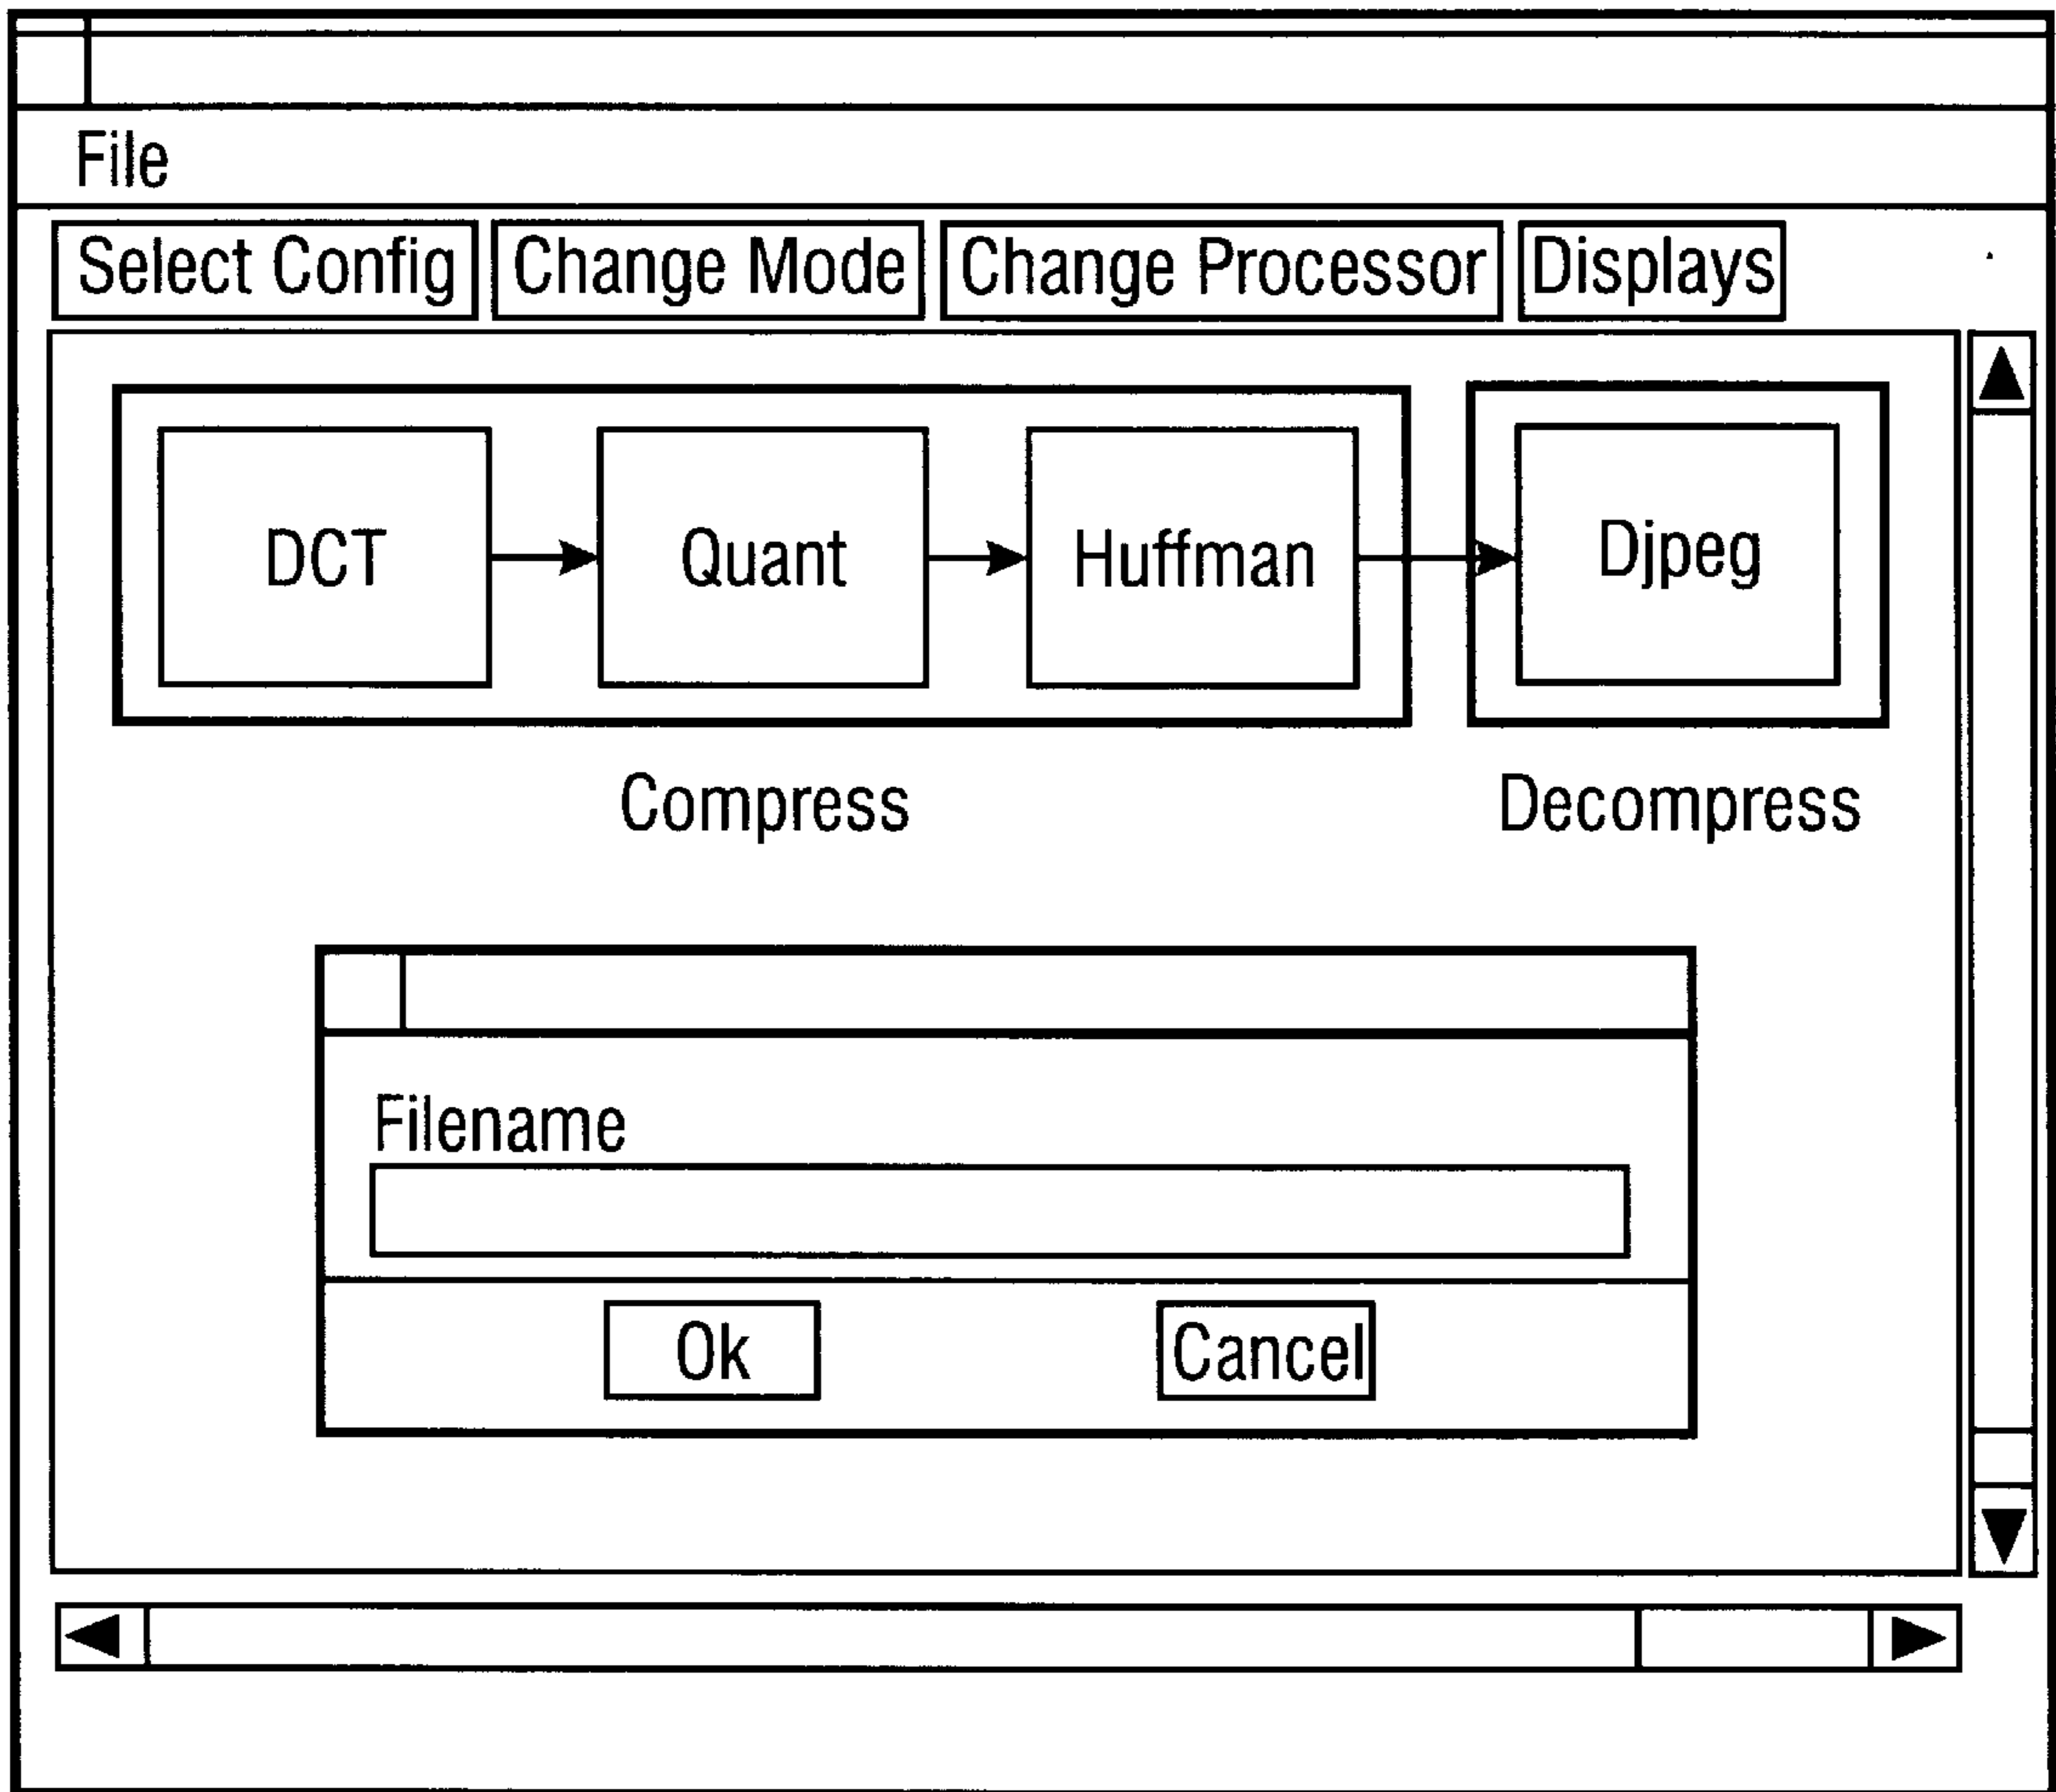 File
Select Config Change Mode Change Processor Displays
DCT Quant Huffman Djpeg
Compress Decompress
Filename
Ok Cancel